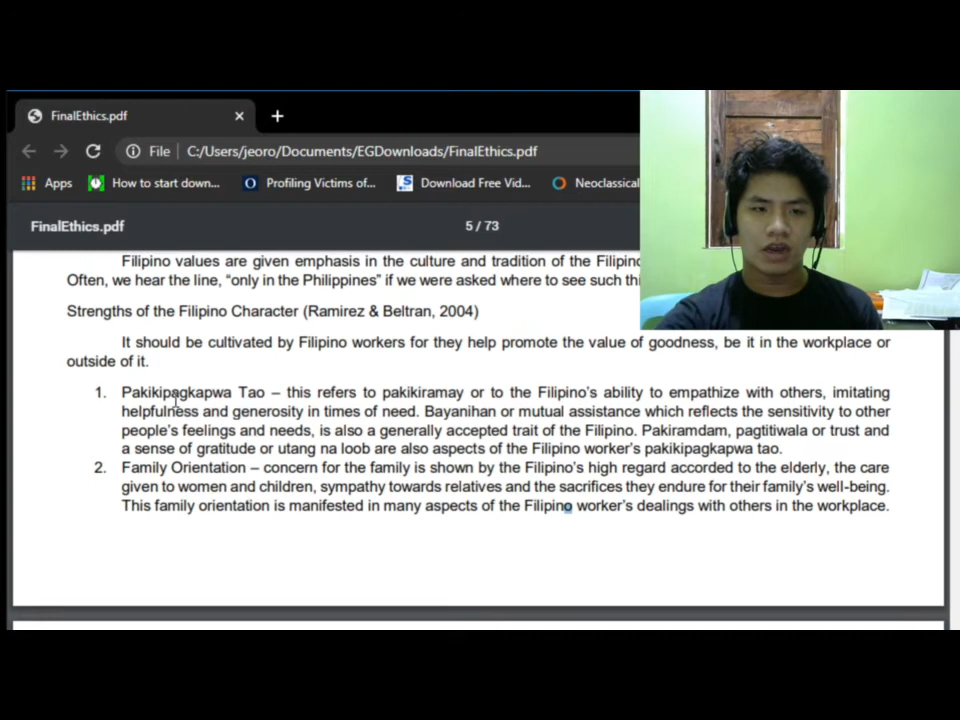 FinalEthics.pdf
File C:/Users/jeoro/Documents/EGDownloads/FinalEthics.pdf
Apps How to start down... Profiling Victims of... Download Free Vid... Neoclassical
FinalEthics.pdf 5 / 73
Filipino values are given emphasis in the culture and tradition of the
Often, we hear the line, “only in the Philippines” if we were asked where to see such
Strengths of the Filipino Character (Ramirez & Beltran, 2004)
It should be cultivated by Filipino workers for they help promote the value of goodness, be it in the workplace or
outside of it.
1. Pakikipagkapwa Tao – this refers to pakikiramay or to the Filipino’s ability to empathize with others, imitating
helpfulness and generosity in times of need. Bayanihan or mutual assistance which reflects the sensitivity to other
people’s feelings and needs, is also a generally accepted trait of the Filipino. Pakiramdam, pagtitiwala or trust and
a sense of gratitude or utang na loob are also aspects of the Filipino worker’s pakikipagkapwa tao.
2. Family Orientation – concern for the family is shown by the Filipino’s high regard accorded to the elderly, the care
given to women and children, sympathy towards relatives and the sacrifices they endure for their family’s well-being.
This family orientation is manifested in many aspects of the Filipino worker’s dealings with others in the workplace.